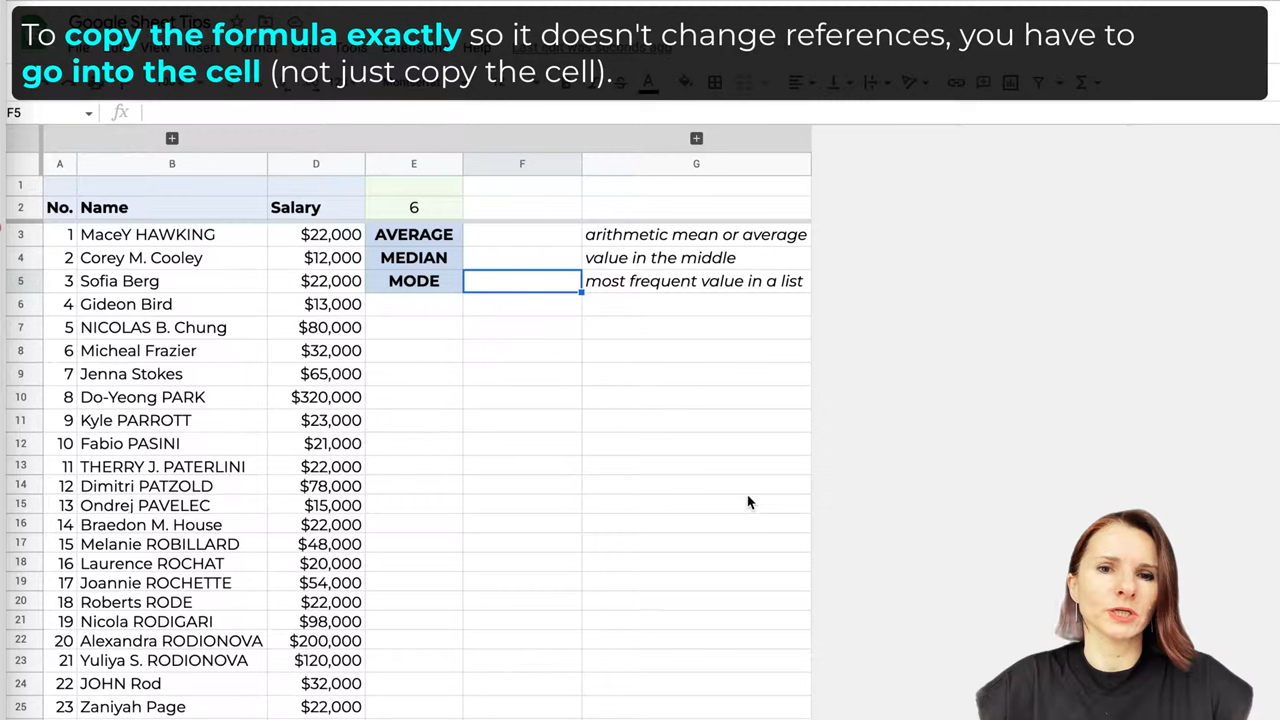 To copy the formula exactly so it doesn't change references, you have to
go into the cell (not just copy the cell).
Google Sheet Tips
F5 fx
A B D E F G
1
2 No. Name Salary 6
3 1 MaceY HAWKING $22,000 AVERAGE arithmetic mean or average
4 2 Corey M. Cooley $12,000 MEDIAN value in the middle
5 3 Sofia Berg $22,000 MODE most frequent value in a list
6 4 Gideon Bird $13,000
7 5 NICOLAS B. Chung $80,000
8 6 Micheal Frazier $32,000
9 7 Jenna Stokes $65,000
10 8 Do-Yeong PARK $320,000
11 9 Kyle PARROTT $23,000
12 10 Fabio PASINI $21,000
13 11 THERRY J. PATERLINI $22,000
14 12 Dimitri PATZOLD $78,000
15 13 Ondrej PAVELEC $15,000
16 14 Braedon M. House $22,000
17 15 Melanie ROBILLARD $48,000
18 16 Laurence ROCHAT $20,000
19 17 Joannie ROCHETTE $54,000
20 18 Roberts RODE $22,000
21 19 Nicola RODIGARI $98,000
22 20 Alexandra RODIONOVA $200,000
23 21 Yuliya S. RODIONOVA $120,000
24 22 JOHN Rod $32,000
25 23 Zaniyah Page $22,000